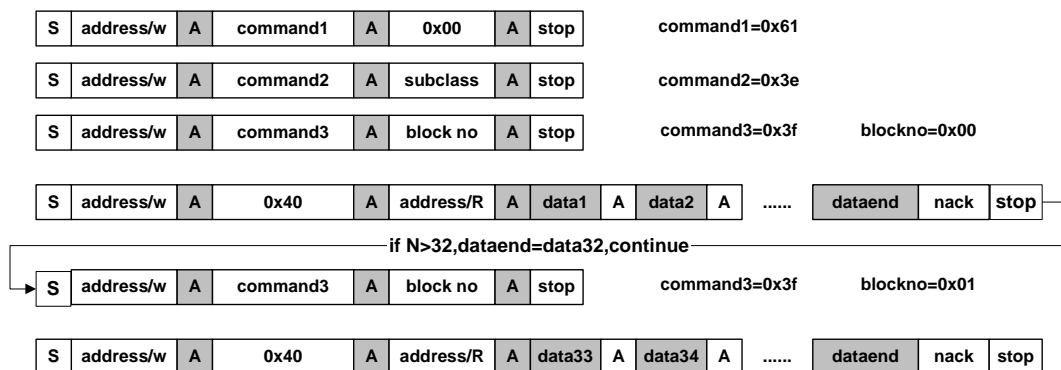 S address/w A command1 A 0x00 A stop command1=0x61
S address/w A command2 A subclass A stop command2=0x3e
S address/w A command3 A block no A stop command3=0x3f blockno=0x00
S address/w A 0x40 A address/R A data1 A data2 A ...... dataend nack stop
if N>32,dataend=data32,continue
S address/w A command3 A block no A stop command3=0x3f blockno=0x01
S address/w A 0x40 A address/R A data33 A data34 A ...... dataend nack stop